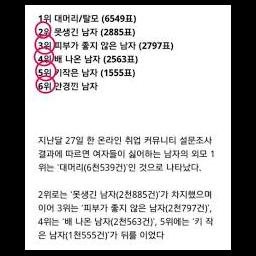 1위 대머리/탈모 (6549표)
2위 못생긴 남자 (2885표)
3위 피부가 좋지 않은 남자 (2797표)
4위 배 나온 남자 (2563표)
5위 키작은 남자 (1555표)
6위 안경낀 남자
지난달 27일 한 온라인 취업 커뮤니티 설문조사
결과에 따르면 여자들이 싫어하는 남자의 외모 1
위는 '대머리(6천539건)'인 것으로 나타났다.
2위로는 '못생긴 남자(2천885건)'가 차지했으며
이어 3위는 '피부가 좋지 않은 남자(2천797건)',
4위는 '배 나온 남자(2천563건)', 5위에는 '키 작
은 남자(1천555건)'가 뒤를 이었다